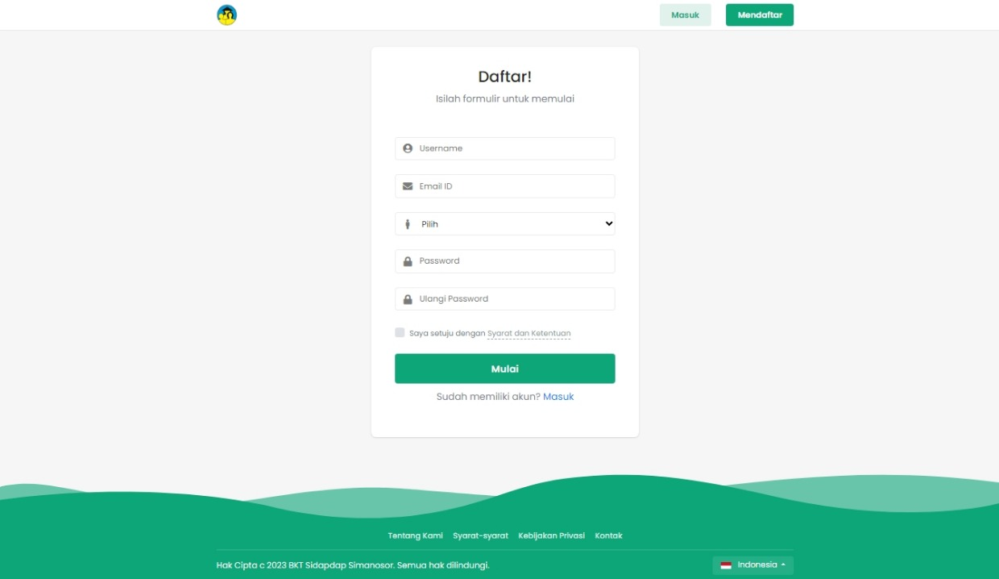 Masuk Mendaftar
Daftar!
Isilah formulir untuk memulai
Username
Email ID
Pilih
Password
Ulangi Password
Saya setuju dengan Syarat dan Ketentuan
Mulai
Sudah memiliki akun? Masuk
Tentang Kami Syarat-syarat Kebijakan Privasi Kontak
Hak Cipta c 2023 BKT Sidapdap Simanosor. Semua hak dilindungi. Indonesia